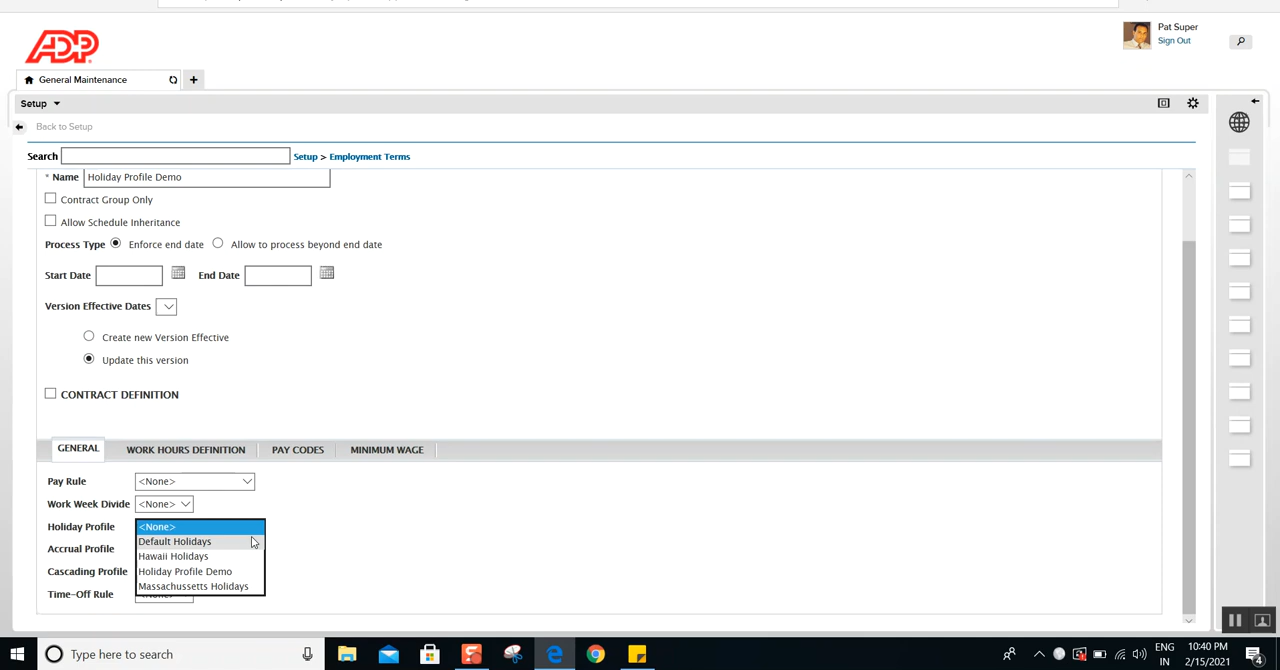 Pat Super
ADP
Sign Out
General Maintenance
+
Setup
Back to Setup
Search
Setup > Employment Terms
* Name Holiday Profile Demo
Contract Group Only
Allow Schedule Inheritance
Process Type Enforce end date Allow to process beyond end date
Start Date End Date
Version Effective Dates
Create new Version Effective
Update this version
CONTRACT DEFINITION
GENERAL WORK HOURS DEFINITION PAY CODES MINIMUM WAGE
Pay Rule <None>
Work Week Divide <None>
Holiday Profile <None>
Default Holidays
Accrual Profile Hawaii Holidays
Cascading Profile Holiday Profile Demo
Massachussetts Holidays
Time-Off Rule
Type here to search
ENG 10:40 PM
IN 2/15/2021
4